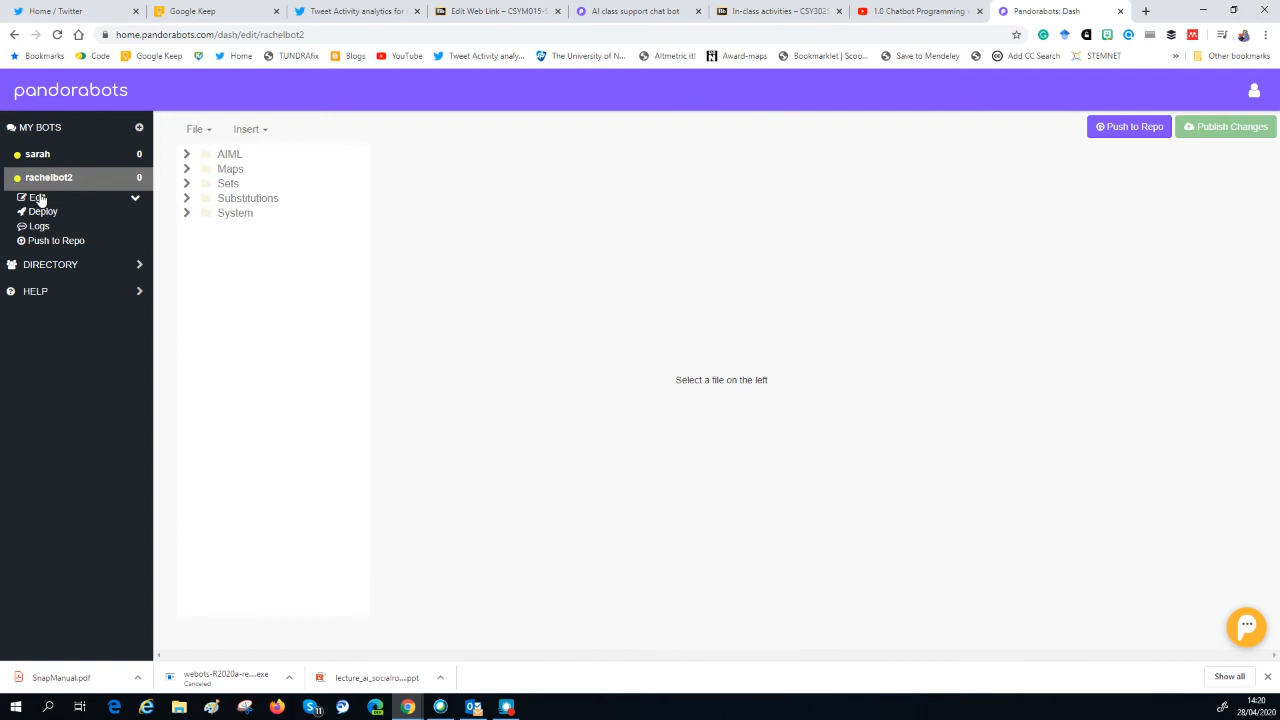 Home / Twitter
Google Keep
Tweet Activity analytics for
Edit Web Link – CSYM015-
AI class support chat bot
In-class activities – CSY302
1.0 Chatbot Programming
Pandorabots: Dash
home.pandorabots.com/dash/edit/rachelbot2
Bookmarks
Code
Google Keep
Home
TUNDRAfix
Blogs
YouTube
Tweet Activity analy...
The University of N...
Altmetric it!
Award-maps
Bookmarklet | Scoo...
Save to Mendeley
Add CC Search
STEMNET
»
Other bookmarks
pandorabots
MY BOTS
sarah 0
rachelbot2 0
Edit
Deploy
Logs
Push to Repo
DIRECTORY
HELP
File
Insert
Push to Repo
Publish Changes
AIML
Maps
Sets
Substitutions
System
Select a file on the left
SnapManual.pdf
webots-R2020a-re....exe
Canceled
lecture_ai_socialro....ppt
Show all
14:20
28/04/2020